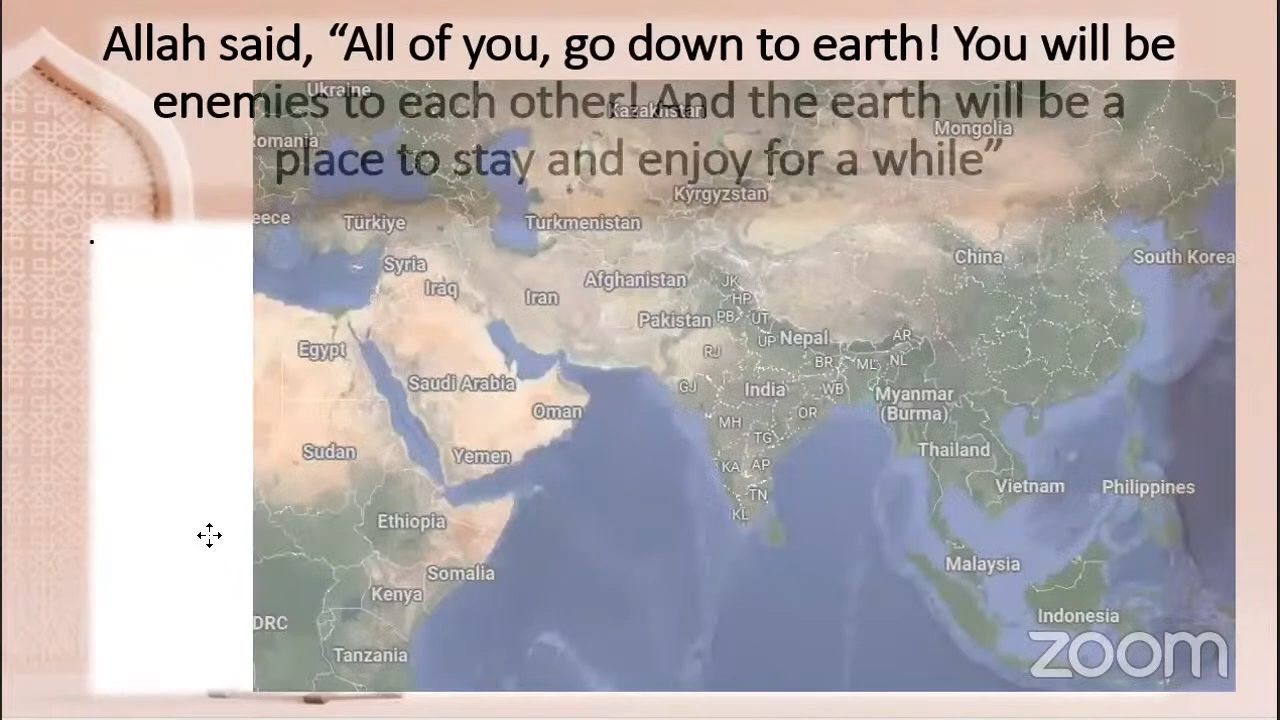 Allah said, “All of you, go down to earth! You will be
enemies to each other! And the earth will be a
place to stay and enjoy for a while”
Ukraine
Kazakhstan
Mongolia
Romania
Kyrgyzstan
eece
Türkiye
Turkmenistan
China
South Korea
Syria
Afghanistan
JK
Iraq
Iran
HP
Pakistan
PB
UT
Nepal
UP
AR
Egypt
RJ
BR
ML
NL
Saudi Arabia
GJ
India
WB
Myanmar
(Burma)
Oman
OR
MH
TG
Sudan
Yemen
Thailand
KA
AP
TN
Vietnam
Philippines
KL
Ethiopia
Somalia
Malaysia
Kenya
DRC
Indonesia
Tanzania
zoom